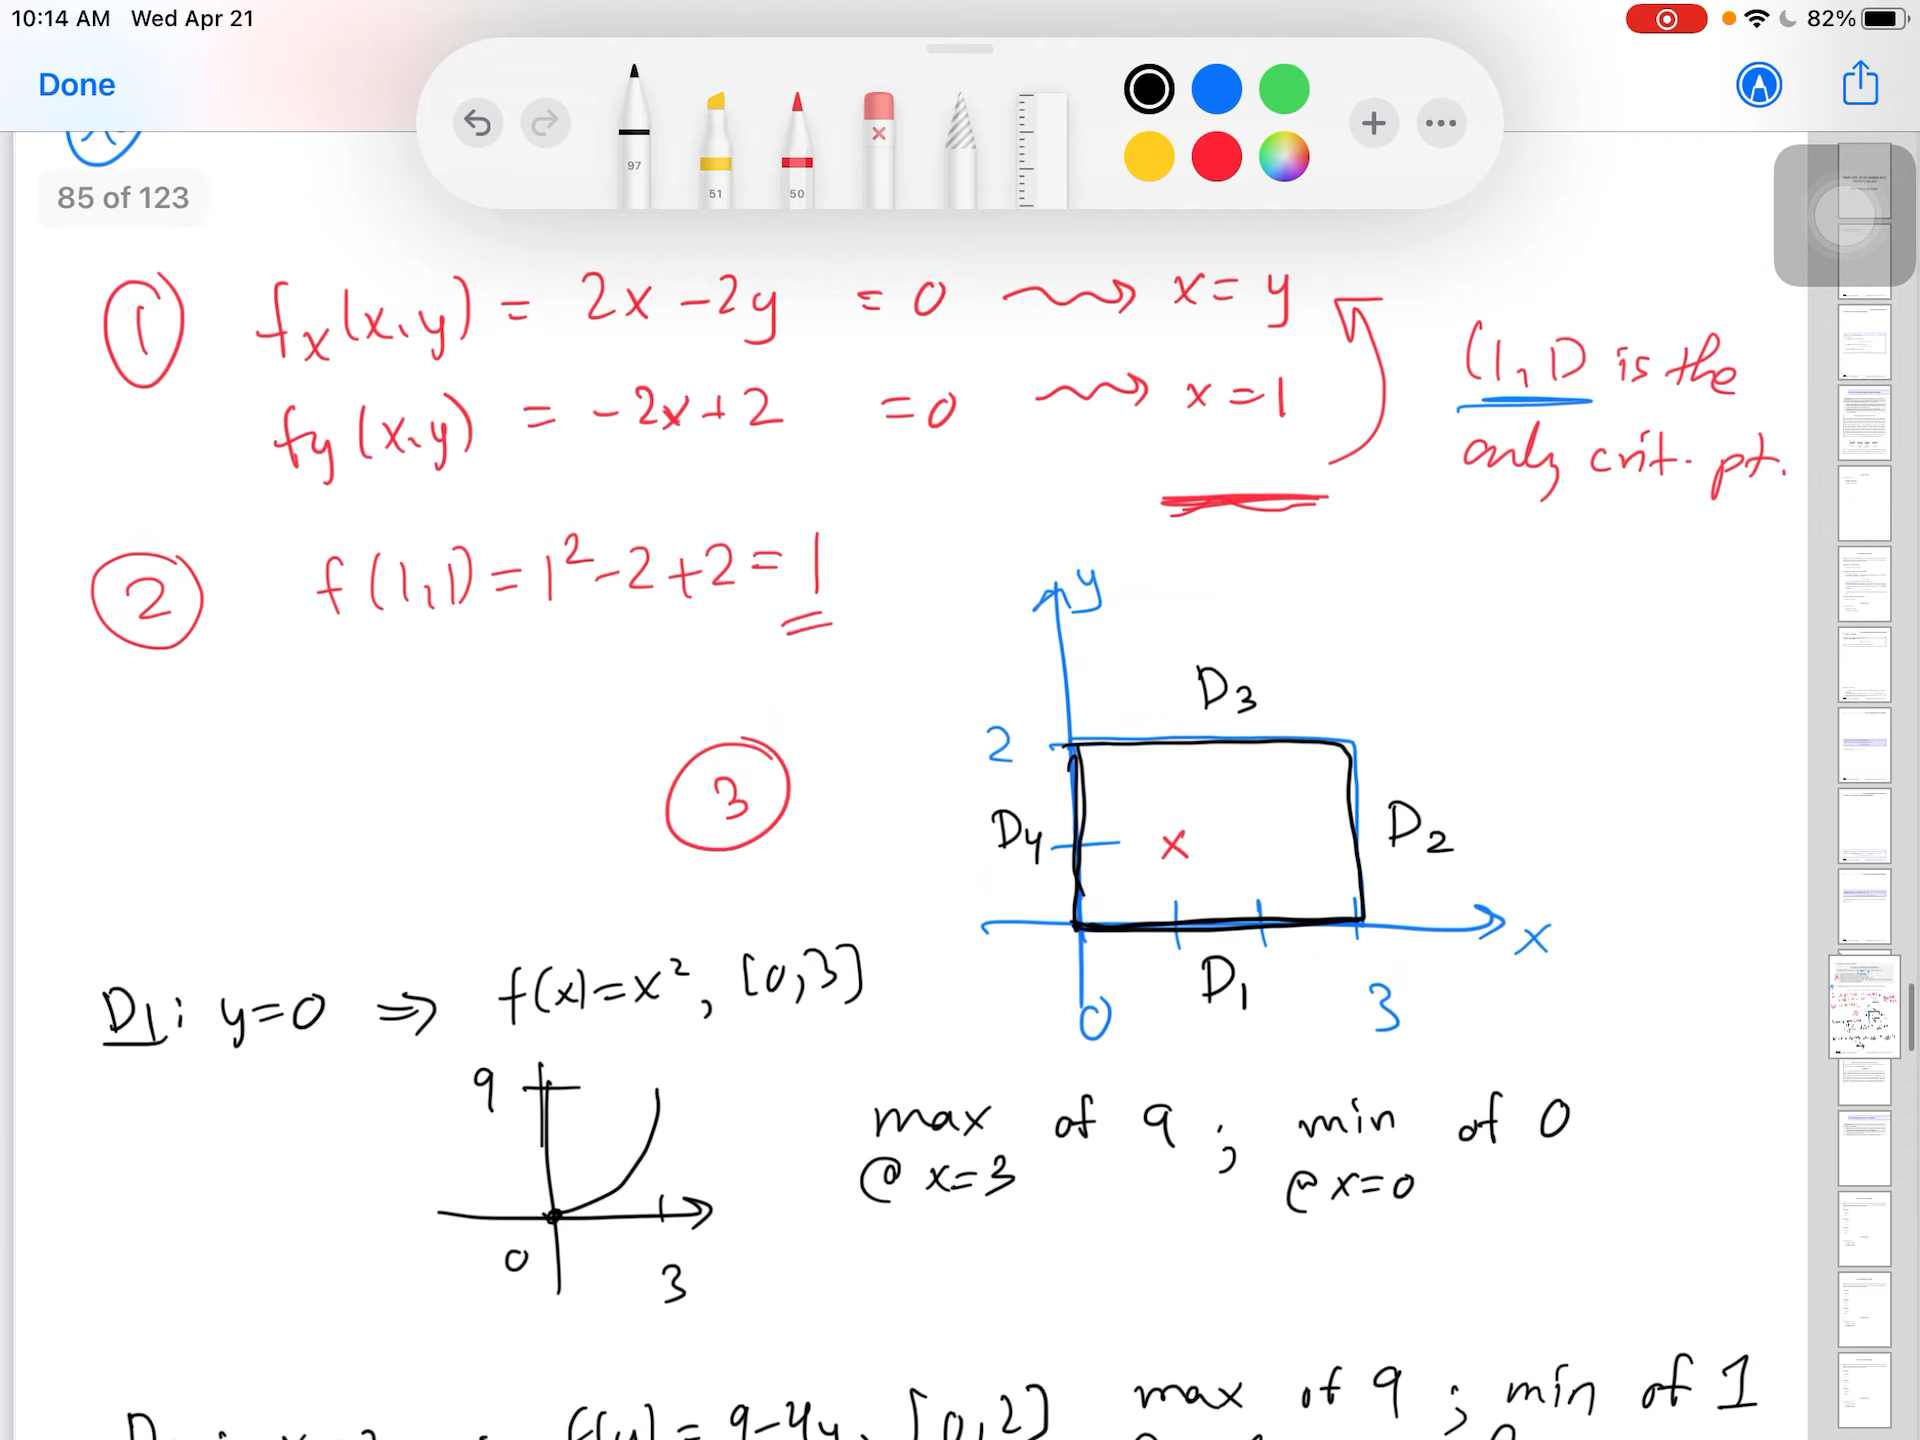 10:14 AM Wed Apr 21
82%
Done
97
51
50
85 of 123
① fx(x,y) = 2x - 2y = 0 ⇝ x = y
fy(x,y) = -2x + 2 = 0 ⇝ x = 1
(1,1) is the
only crit. pt.
② f(1,1) = 1² - 2 + 2 = 1
y
D3
2
③
D4
x
D2
x
D1
0
3
D1: y=0 ⇒ f(x)=x², [0,3]
9
0
3
max of 9 ; min of 0
@ x=3 @ x=0
f(y) = 9-4y, [0,2] max of 9 ; min of 1